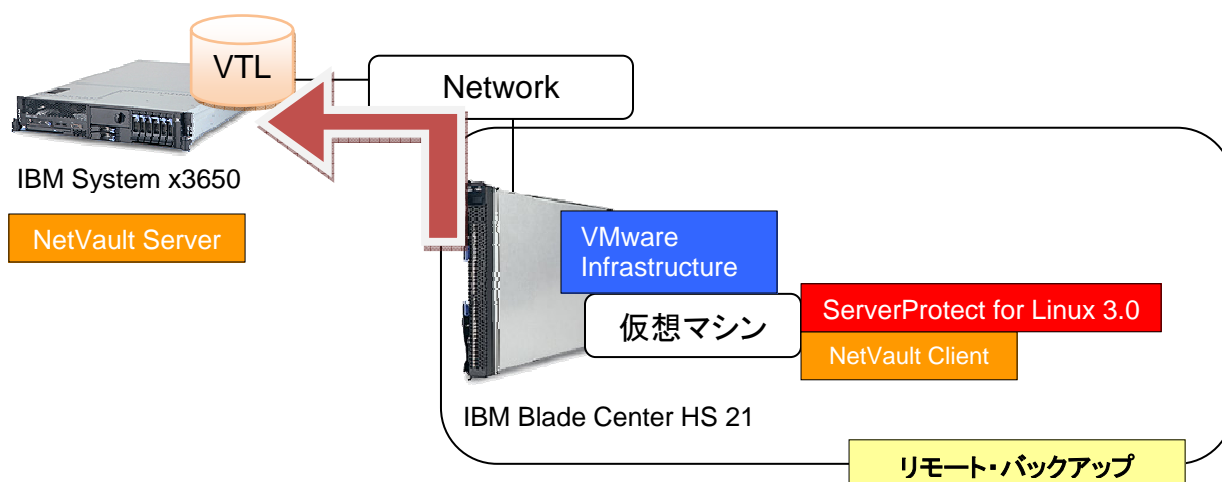 VTL
Network
IBM System x3650
NetVault Server
VMware
Infrastructure
仮想マシン
ServerProtect for Linux 3.0
NetVault Client
IBM Blade Center HS 21
リモート・バックアップ